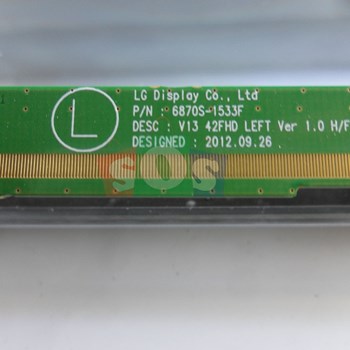 L
LG Display Co., Ltd
P/N : 6870S-1533F
DESC : V13 42FHD LEFT Ver 1.0 H/F
DESIGNED : 2012.09.26 .
SOS